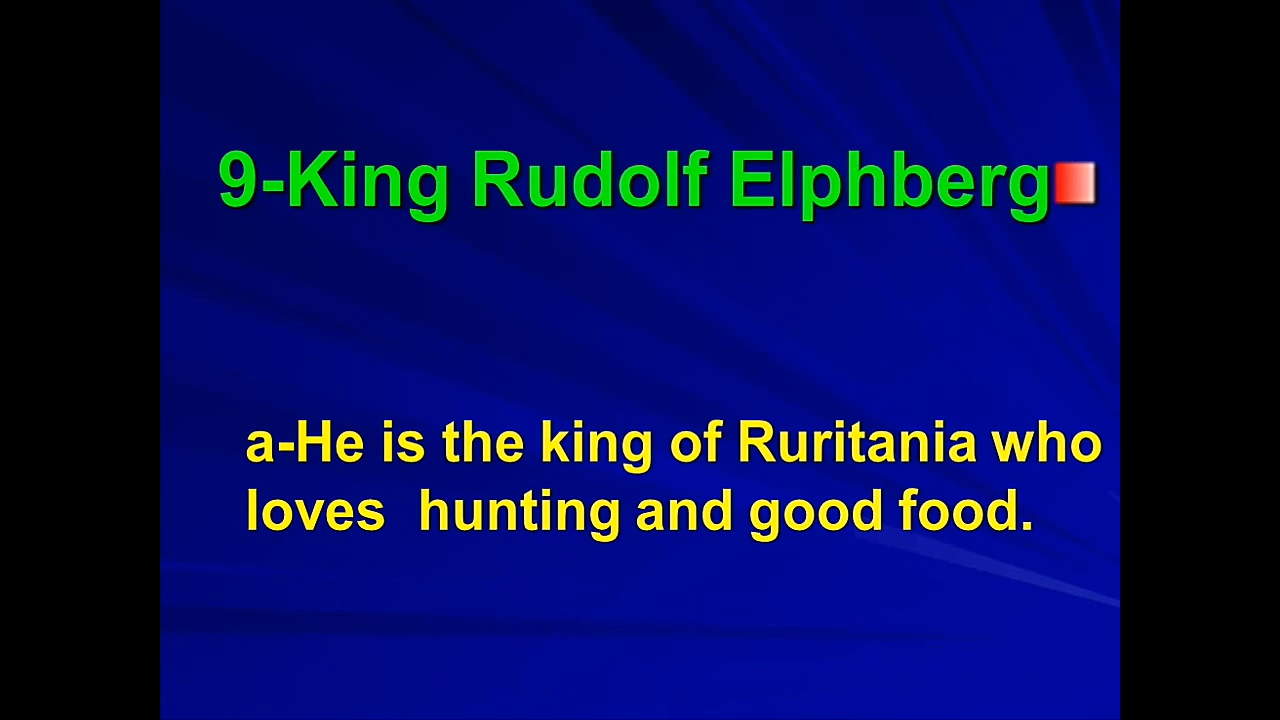 9-King Rudolf Elphberg
a-He is the king of Ruritania who
loves  hunting and good food.